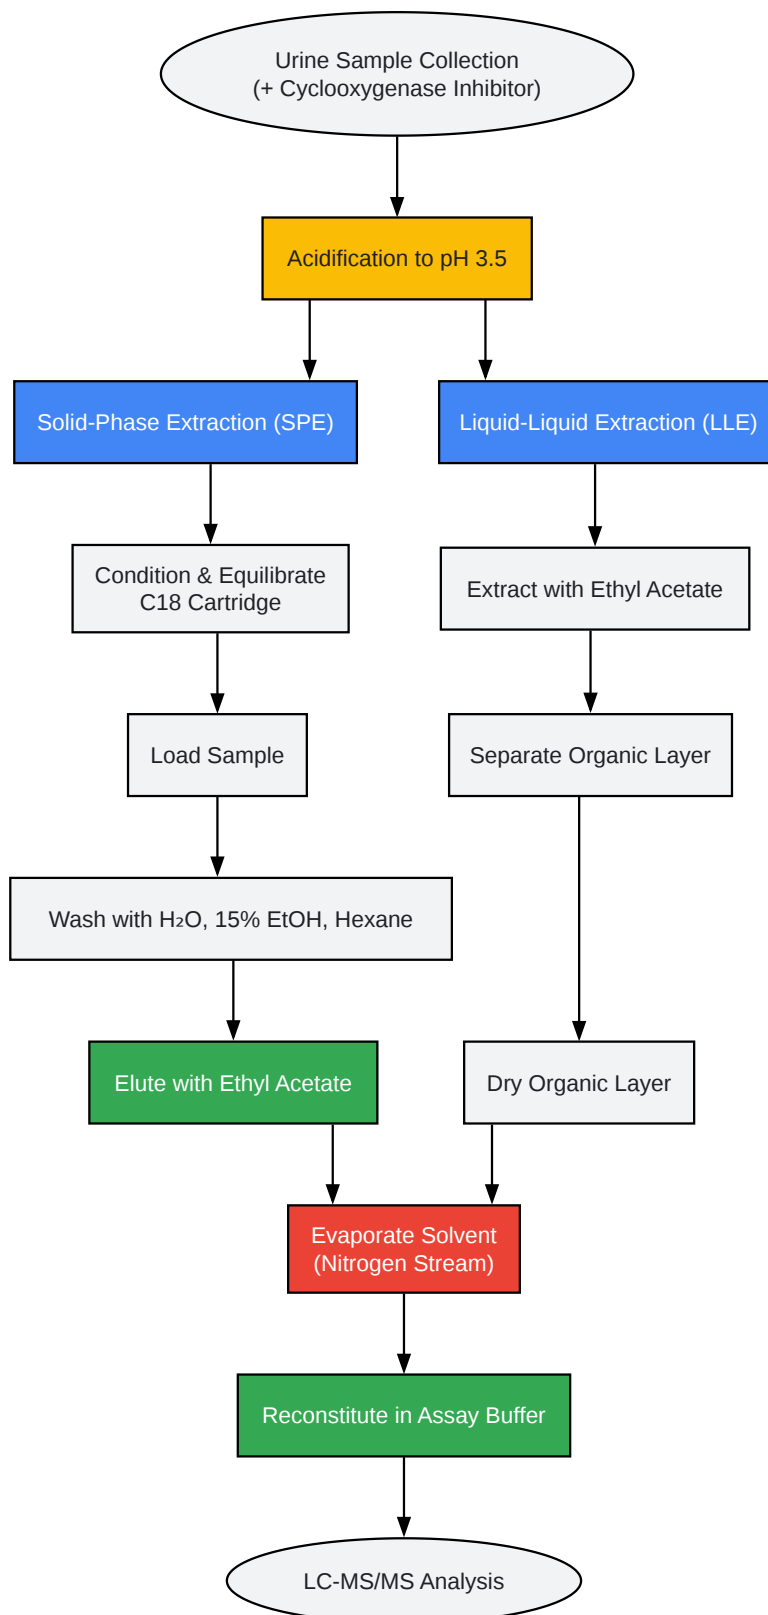 Urine Sample Collection
(+ Cyclooxygenase Inhibitor)
Acidification to pH 3.5
Solid-Phase Extraction (SPE)
Liquid-Liquid Extraction (LLE)
Condition & Equilibrate
C18 Cartridge
Extract with Ethyl Acetate
Load Sample
Separate Organic Layer
Wash with H₂O, 15% EtOH, Hexane
Elute with Ethyl Acetate
Dry Organic Layer
Evaporate Solvent
(Nitrogen Stream)
Reconstitute in Assay Buffer
LC-MS/MS Analysis